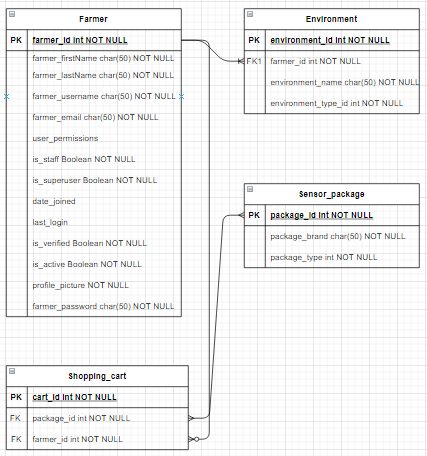 Farmer
PK farmer_id int NOT NULL
farmer_firstName char(50) NOT NULL
farmer_lastName char(50) NOT NULL
farmer_username char(50) NOT NULL
farmer_email char(50) NOT NULL
user_permissions
is_staff Boolean NOT NULL
is_superuser Boolean NOT NULL
date_joined
last_login
is_verified Boolean NOT NULL
is_active Boolean NOT NULL
profile_picture NOT NULL
farmer_password char(50) NOT NULL
Environment
PK environment_id int NOT NULL
FK1 farmer_id int NOT NULL
environment_name char(50) NOT NULL
environment_type_id int NOT NULL
Sensor_package
PK package_id int NOT NULL
package_brand char(50) NOT NULL
package_type int NOT NULL
Shopping_cart
PK cart_id int NOT NULL
FK package_id int NOT NULL
FK farmer_id int NOT NULL